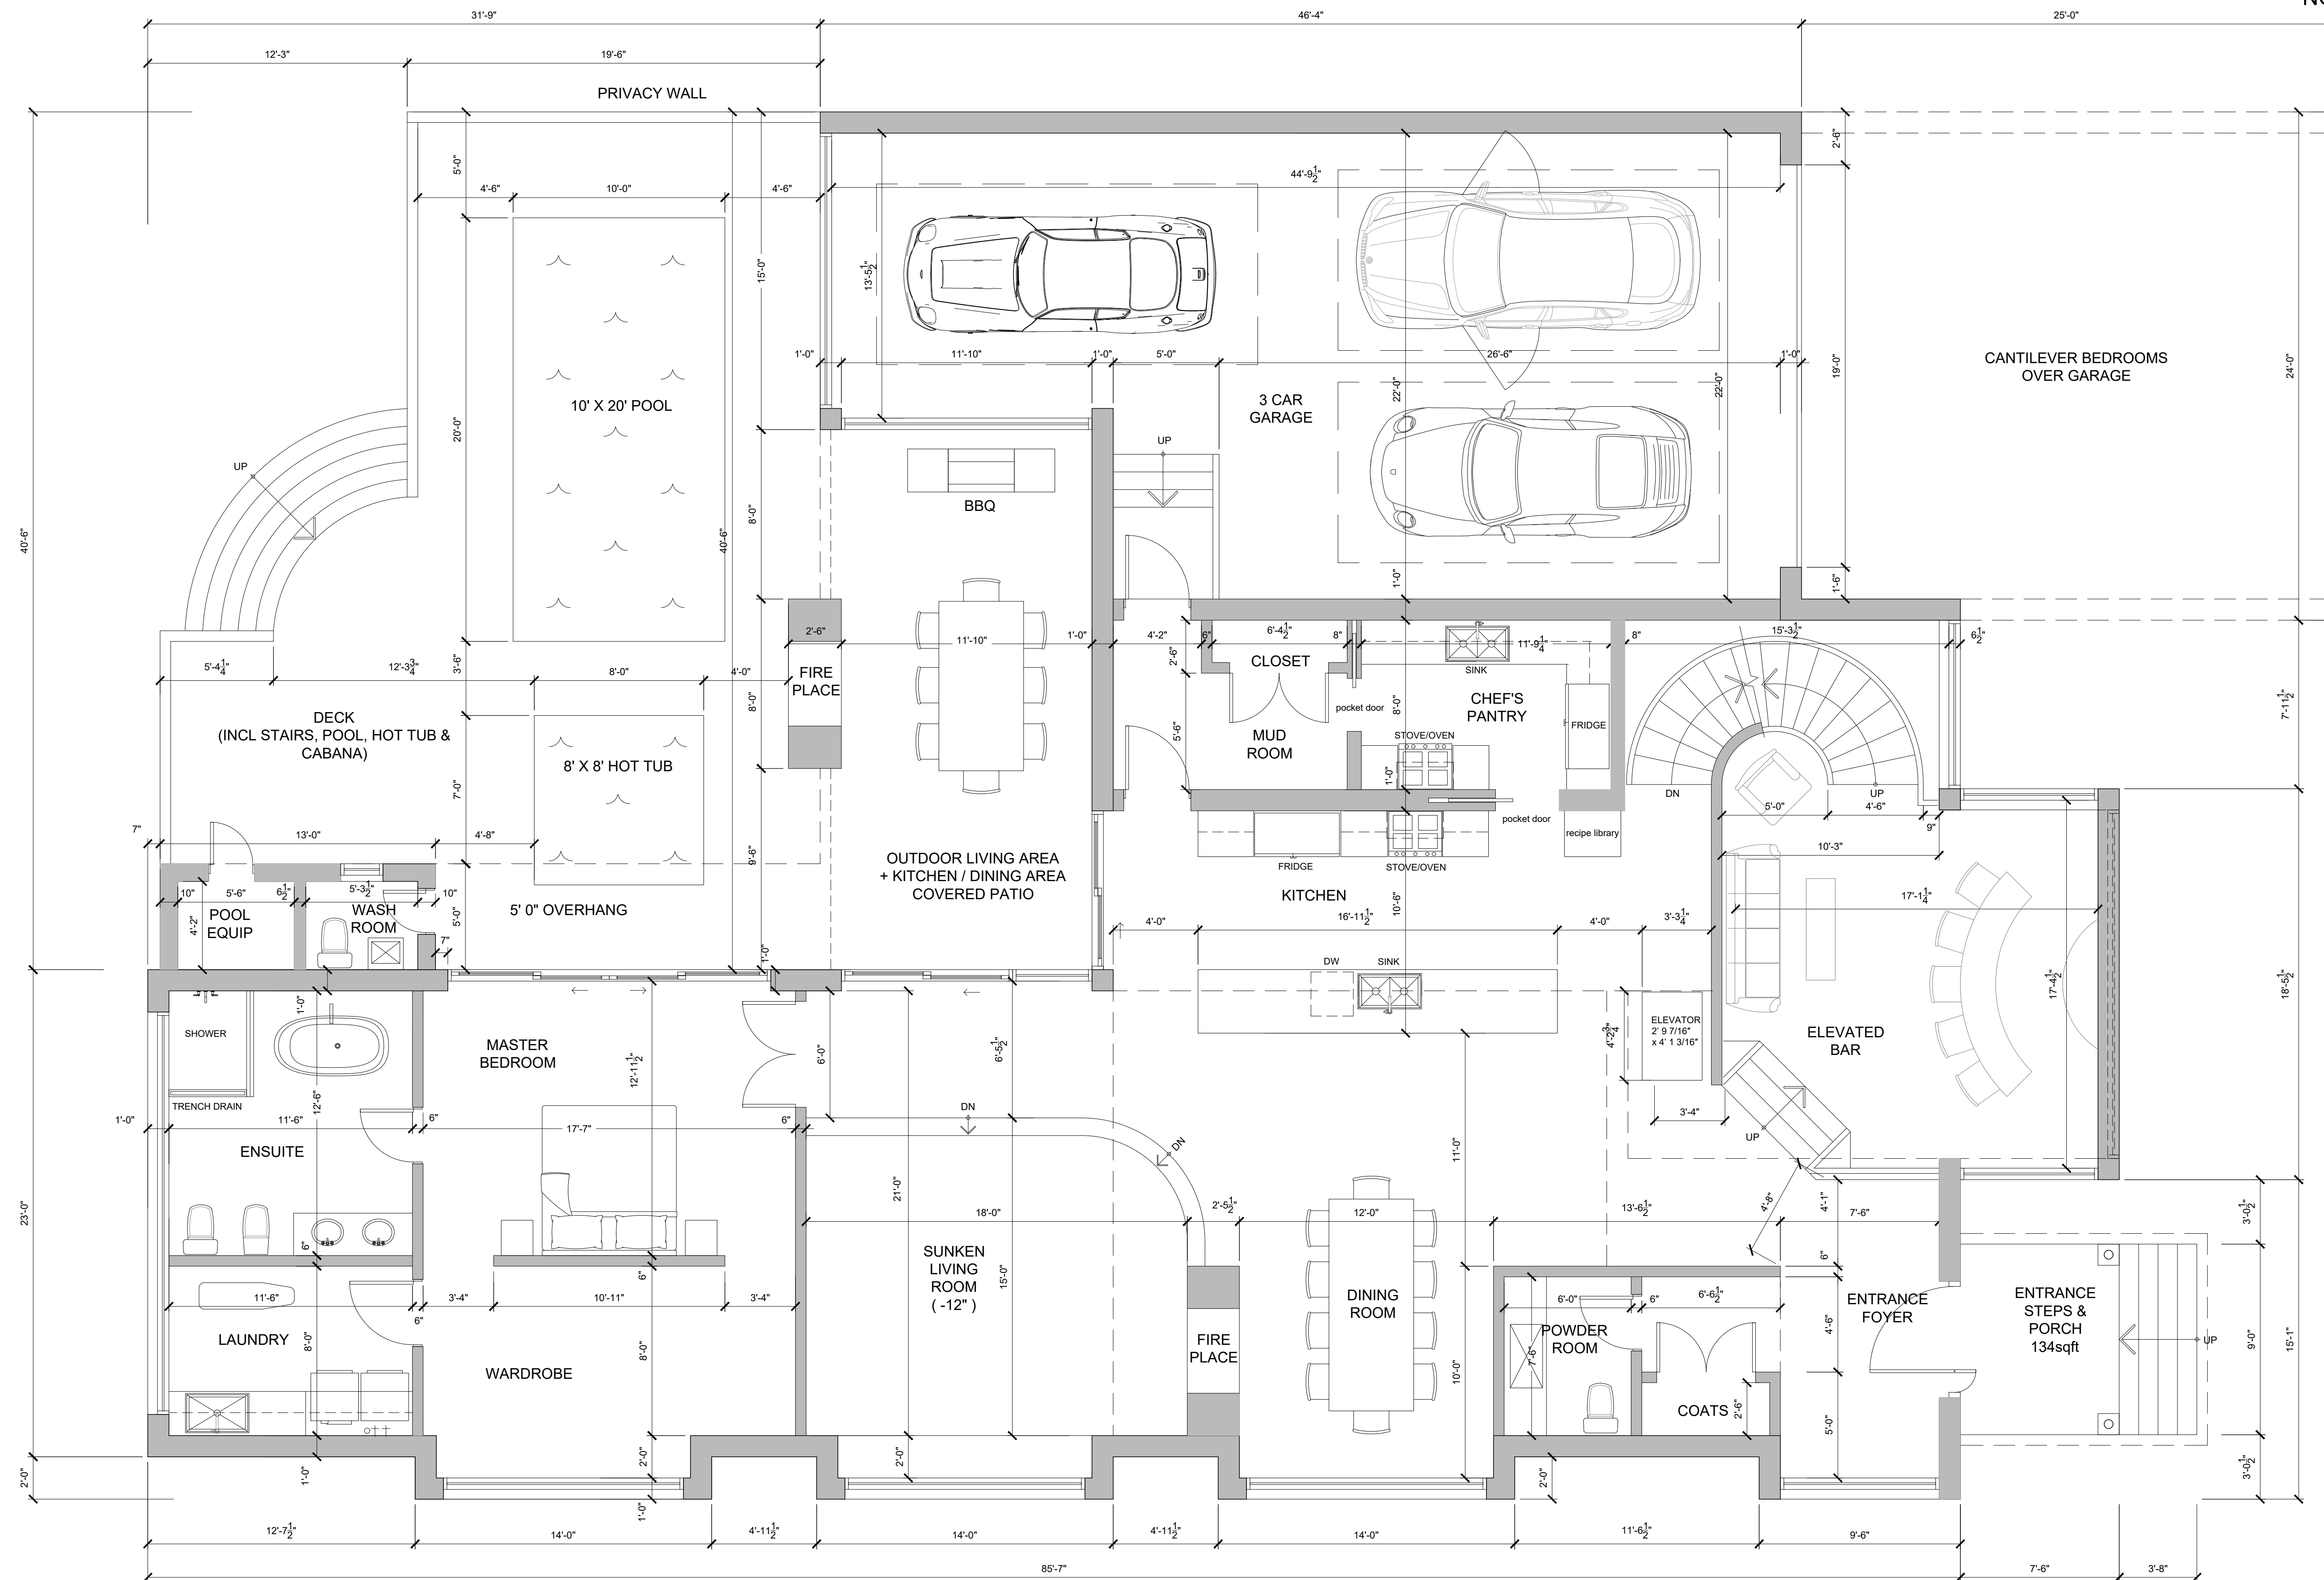 NO
31'-9"
46'-4"
25'-0"
12'-3"
19'-6"
PRIVACY WALL
5'-0"
4'-6"
10'-0"
4'-6"
44'-9 1/2"
2'-6"
15'-0"
13'-5 1/2"
1'-0"
11'-10"
1'-0"
5'-0"
26'-6"
1'-0"
19'-0"
24'-0"
CANTILEVER BEDROOMS
OVER GARAGE
22'-0"
22'-0"
3 CAR
GARAGE
10' X 20' POOL
20'-0"
UP
UP
BBQ
8'-0"
40'-6"
40'-6"
1'-0"
1'-6"
2'-6"
11'-10"
1'-0"
4'-2"
6"
6'-4 1/2"
8"
11'-9 1/4"
8"
15'-3 1/2"
6 1/2"
2'-6"
CLOSET
SINK
5'-4 1/4"
12'-3 3/4"
3'-6"
8'-0"
4'-0"
FIRE
PLACE
8'-0"
CHEF'S
PANTRY
pocket door
8'-0"
FRIDGE
7'-11 1/2"
DECK
(INCL STAIRS, POOL, HOT TUB &
CABANA)
5'-6"
MUD
ROOM
STOVE/OVEN
8' X 8' HOT TUB
7'-0"
1'-0"
DN
UP
5'-0"
4'-6"
9"
7"
13'-0"
4'-8"
pocket door
recipe library
9'-6"
10'-3"
OUTDOOR LIVING AREA
+ KITCHEN / DINING AREA
COVERED PATIO
FRIDGE
STOVE/OVEN
10"
5'-6"
6 1/2"
5'-3 1/2"
10"
KITCHEN
10'-6"
17'-1 1/4"
POOL
EQUIP
4'-2"
WASH
ROOM
5' 0" OVERHANG
5'-0"
7"
4'-0"
16'-11 1/2"
4'-0"
3'-3 1/4"
1'-0"
DW
SINK
17'-4 1/2"
18'-5 1/2"
1'-0"
SHOWER
MASTER
BEDROOM
12'-11 1/2"
6'-0"
6'-5 1/2"
4'-2 3/4"
ELEVATOR
2' 9 7/16"
x 4' 1 3/16"
ELEVATED
BAR
TRENCH DRAIN
12'-6"
1'-0"
11'-6"
6"
17'-7"
6"
DN
DN
3'-4"
UP
ENSUITE
11'-0"
4'-8"
4'-1"
21'-0"
23'-0"
18'-0"
2'-5 1/2"
12'-0"
13'-6 1/2"
7'-6"
3'-0 1/2"
6"
6"
6"
SUNKEN
LIVING
ROOM
( -12" )
15'-0"
11'-6"
6"
3'-4"
10'-11"
3'-4"
DINING
ROOM
6'-0"
6"
6'-6 1/2"
ENTRANCE
FOYER
ENTRANCE
STEPS &
PORCH
134sqft
LAUNDRY
8'-0"
8'-0"
FIRE
PLACE
POWDER
ROOM
7'-6"
4'-6"
UP
9'-0"
15'-1"
WARDROBE
10'-0"
COATS
2'-6"
5'-0"
2'-0"
1'-0"
2'-0"
1'-0"
2'-0"
2'-0"
3'-0 1/2"
12'-7 1/2"
14'-0"
4'-11 1/2"
14'-0"
4'-11 1/2"
14'-0"
11'-6 1/2"
9'-6"
85'-7"
7'-6"
3'-8"